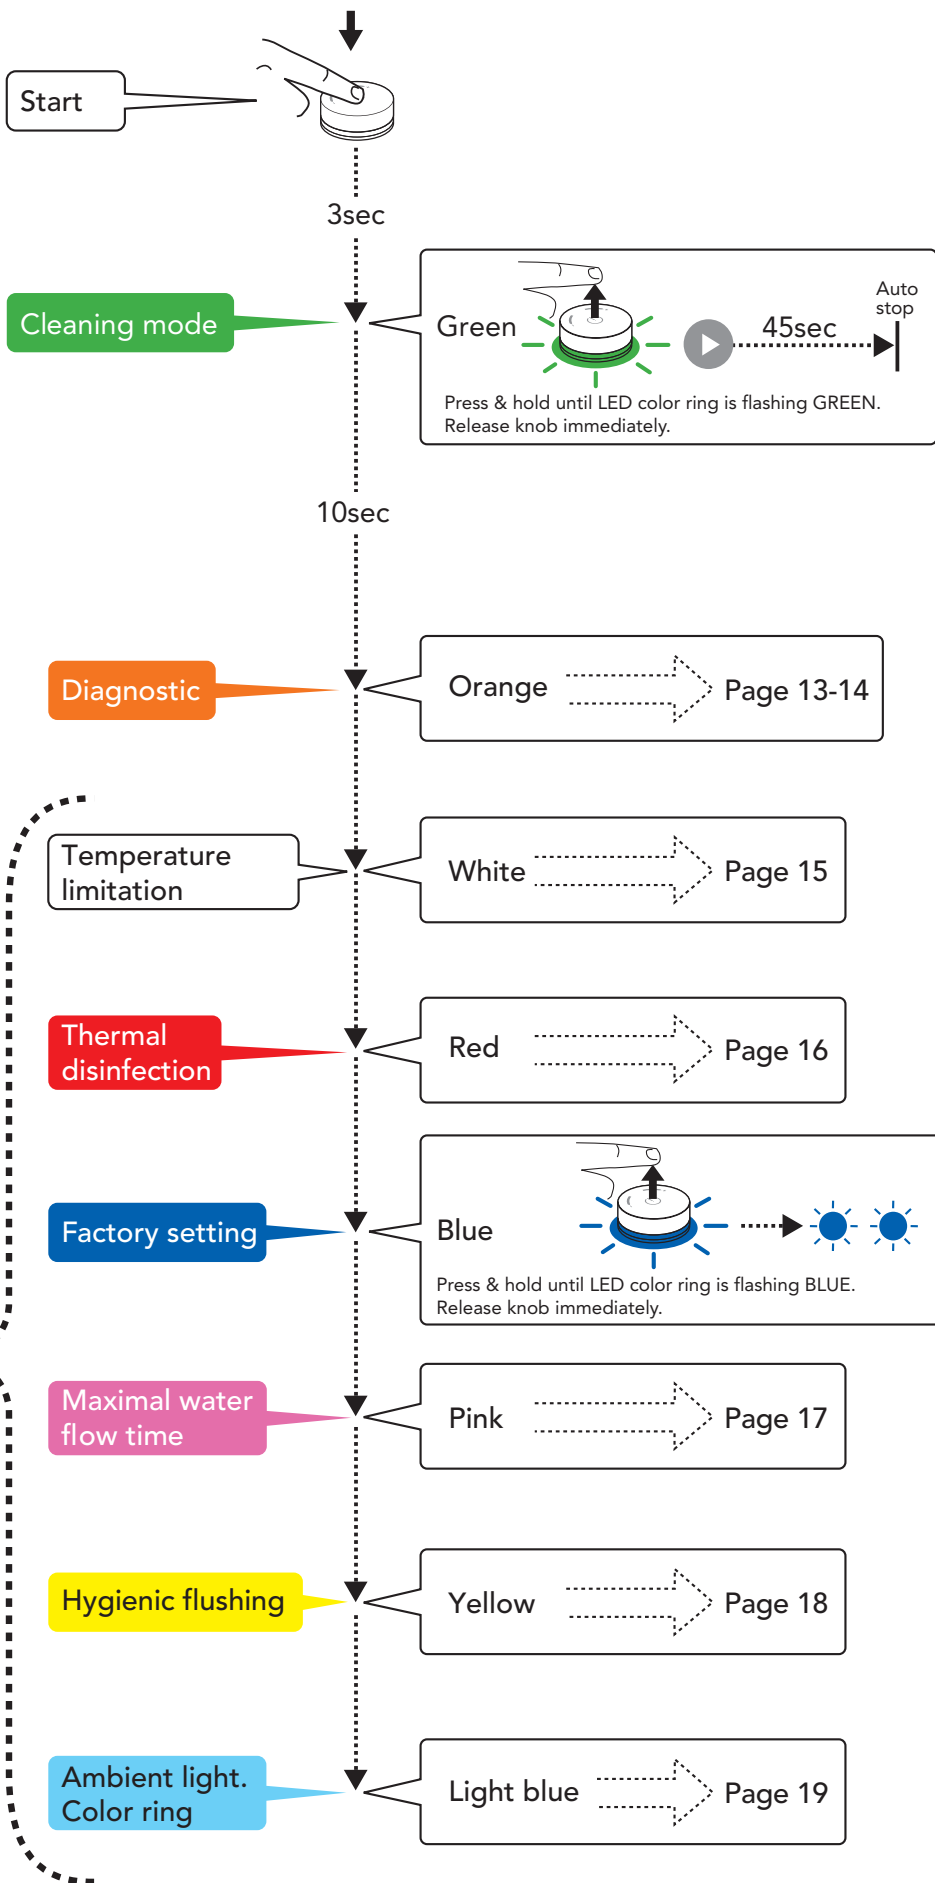 Start
3sec
Cleaning mode
Green
45sec
Auto
stop
Press & hold until LED color ring is flashing GREEN.
Release knob immediately.
10sec
Diagnostic
Orange
Page 13-14
Temperature
limitation
White
Page 15
Thermal
disinfection
Red
Page 16
Factory setting
Blue
Press & hold until LED color ring is flashing BLUE.
Release knob immediately.
Maximal water
flow time
Pink
Page 17
Hygienic flushing
Yellow
Page 18
Ambient light.
Color ring
Light blue
Page 19